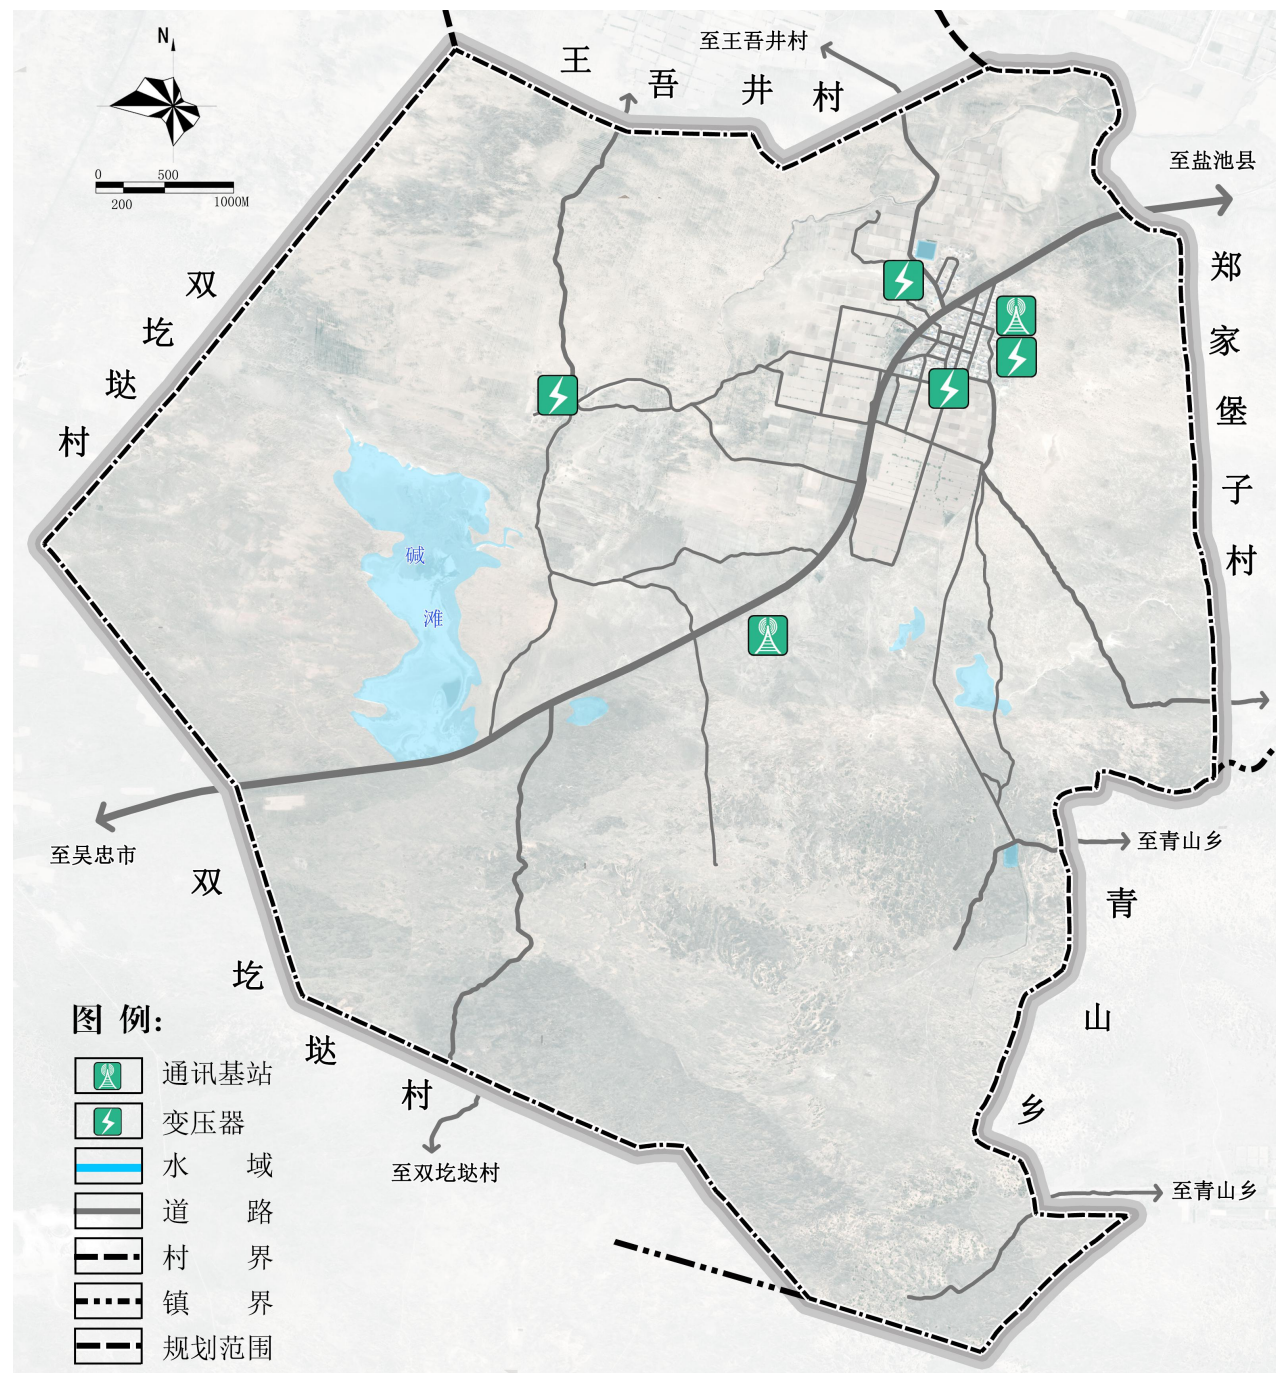 N
0 500
200 1000M
至王吾井村
王吾井村
至盐池县
郑家堡子村
双圪垯村
碱滩
至吴忠市
至青山乡
青山乡
双圪垯村
至双圪垯村
至青山乡
图 例:
通讯基站
变压器
水 域
道 路
村 界
镇 界
规划范围